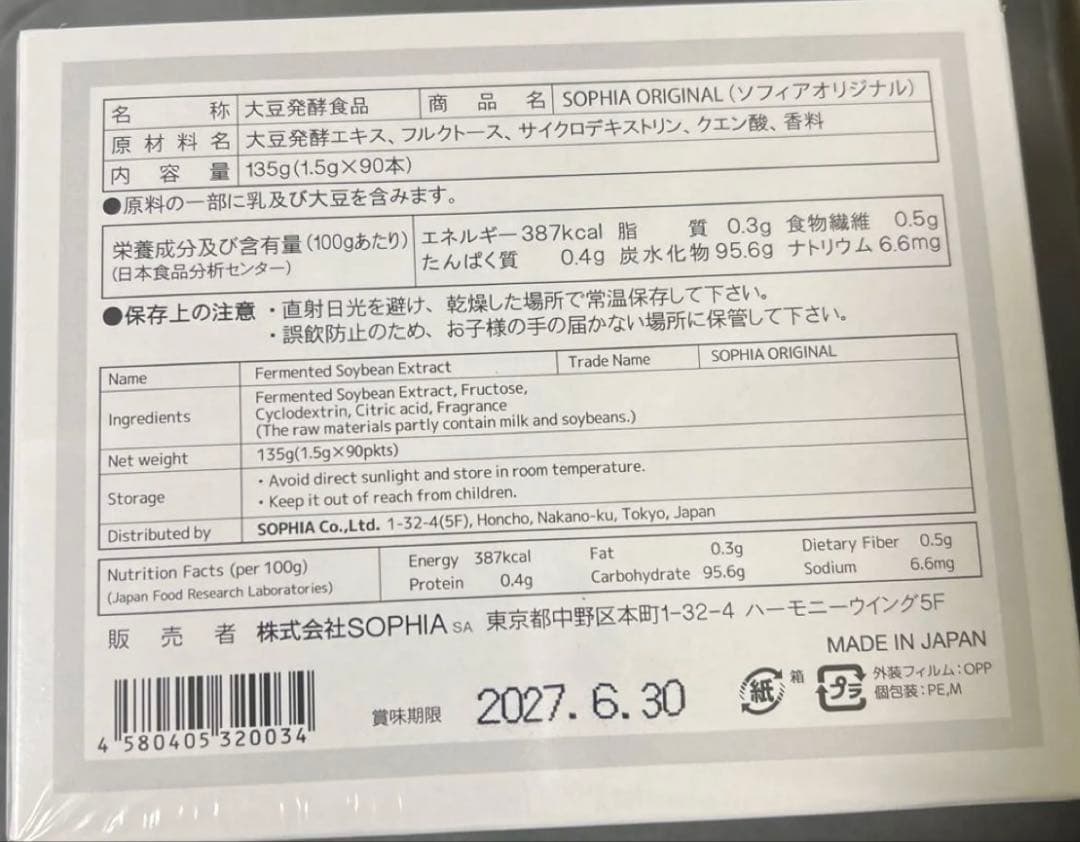 名称 大豆発酵食品 商品名 SOPHIA ORIGINAL(ソフィアオリジナル)
原材料名 大豆発酵エキス、フルクトース、サイクロデキストリン、クエン酸、香料
内容量 135g(1.5g×90本)
●原料の一部に乳及び大豆を含みます。
栄養成分及び含有量(100gあたり) エネルギー 387kcal 脂質 0.3g 食物繊維 0.5g
(日本食品分析センター) たんぱく質 0.4g 炭水化物 95.6g ナトリウム 6.6mg
●保存上の注意 ・直射日光を避け、乾燥した場所で常温保存して下さい。
・誤飲防止のため、お子様の手の届かない場所に保管して下さい。
Name Fermented Soybean Extract Trade Name SOPHIA ORIGINAL
Ingredients Fermented Soybean Extract, Fructose,
Cyclodextrin, Citric acid, Fragrance
(The raw materials partly contain milk and soybeans.)
Net weight 135g(1.5g×90pkts)
Storage ・Avoid direct sunlight and store in room temperature.
・Keep it out of reach from children.
Distributed by SOPHIA Co.,Ltd. 1-32-4(5F), Honcho, Nakano-ku, Tokyo, Japan
Nutrition Facts (per 100g) Energy 387kcal Fat 0.3g Dietary Fiber 0.5g
(Japan Food Research Laboratories) Protein 0.4g Carbohydrate 95.6g Sodium 6.6mg
販売者 株式会社SOPHIA SA 東京都中野区本町1-32-4 ハーモニーウイング5F
MADE IN JAPAN
4 580405 320034
賞味期限 2027.6.30
紙 箱
プラ 外装フィルム:OPP
個包装:PE,M